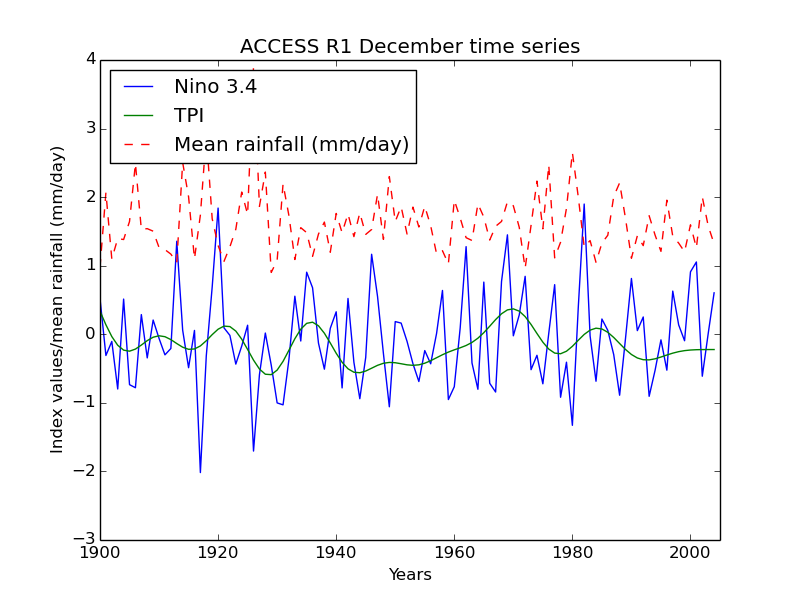 ACCESS R1 December time series
Nino 3.4
TPI
Mean rainfall (mm/day)
Index values/mean rainfall (mm/day)
4
3
2
1
0
−1
−2
−3
1900 1920 1940 1960 1980 2000
Years